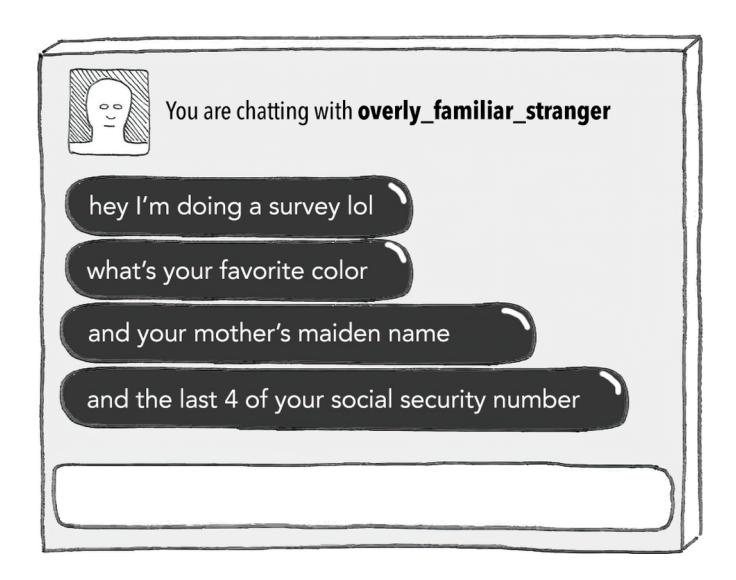 You are chatting with overly_familiar_stranger
hey I'm doing a survey lol
what's your favorite color
and your mother's maiden name
and the last 4 of your social security number